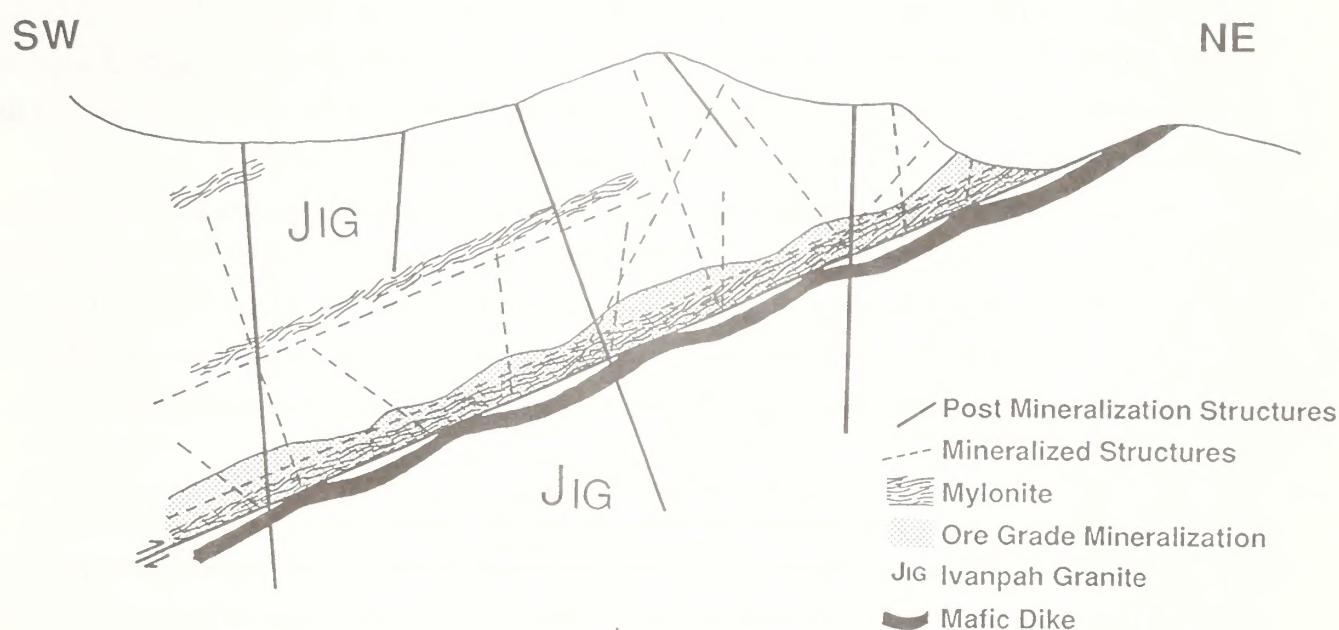 SW
NE
JIG
JIG
Post Mineralization Structures
Mineralized Structures
Mylonite
Ore Grade Mineralization
JIG Ivanpah Granite
Mafic Dike